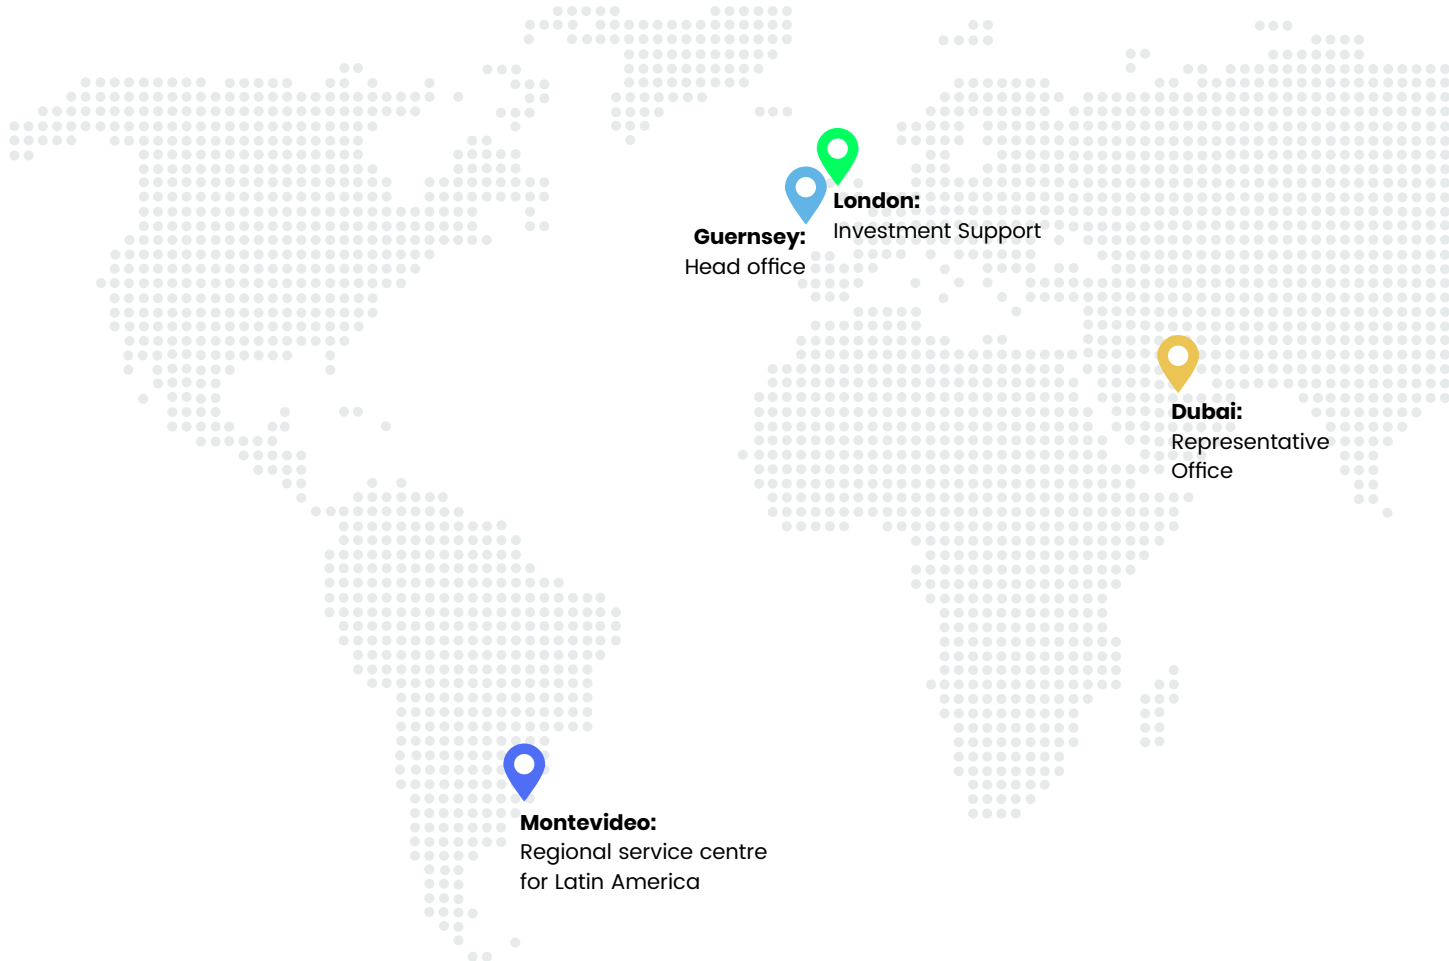 London:
Investment Support
Guernsey:
Head office
Dubai:
Representative
Office
Montevideo:
Regional service centre
for Latin America